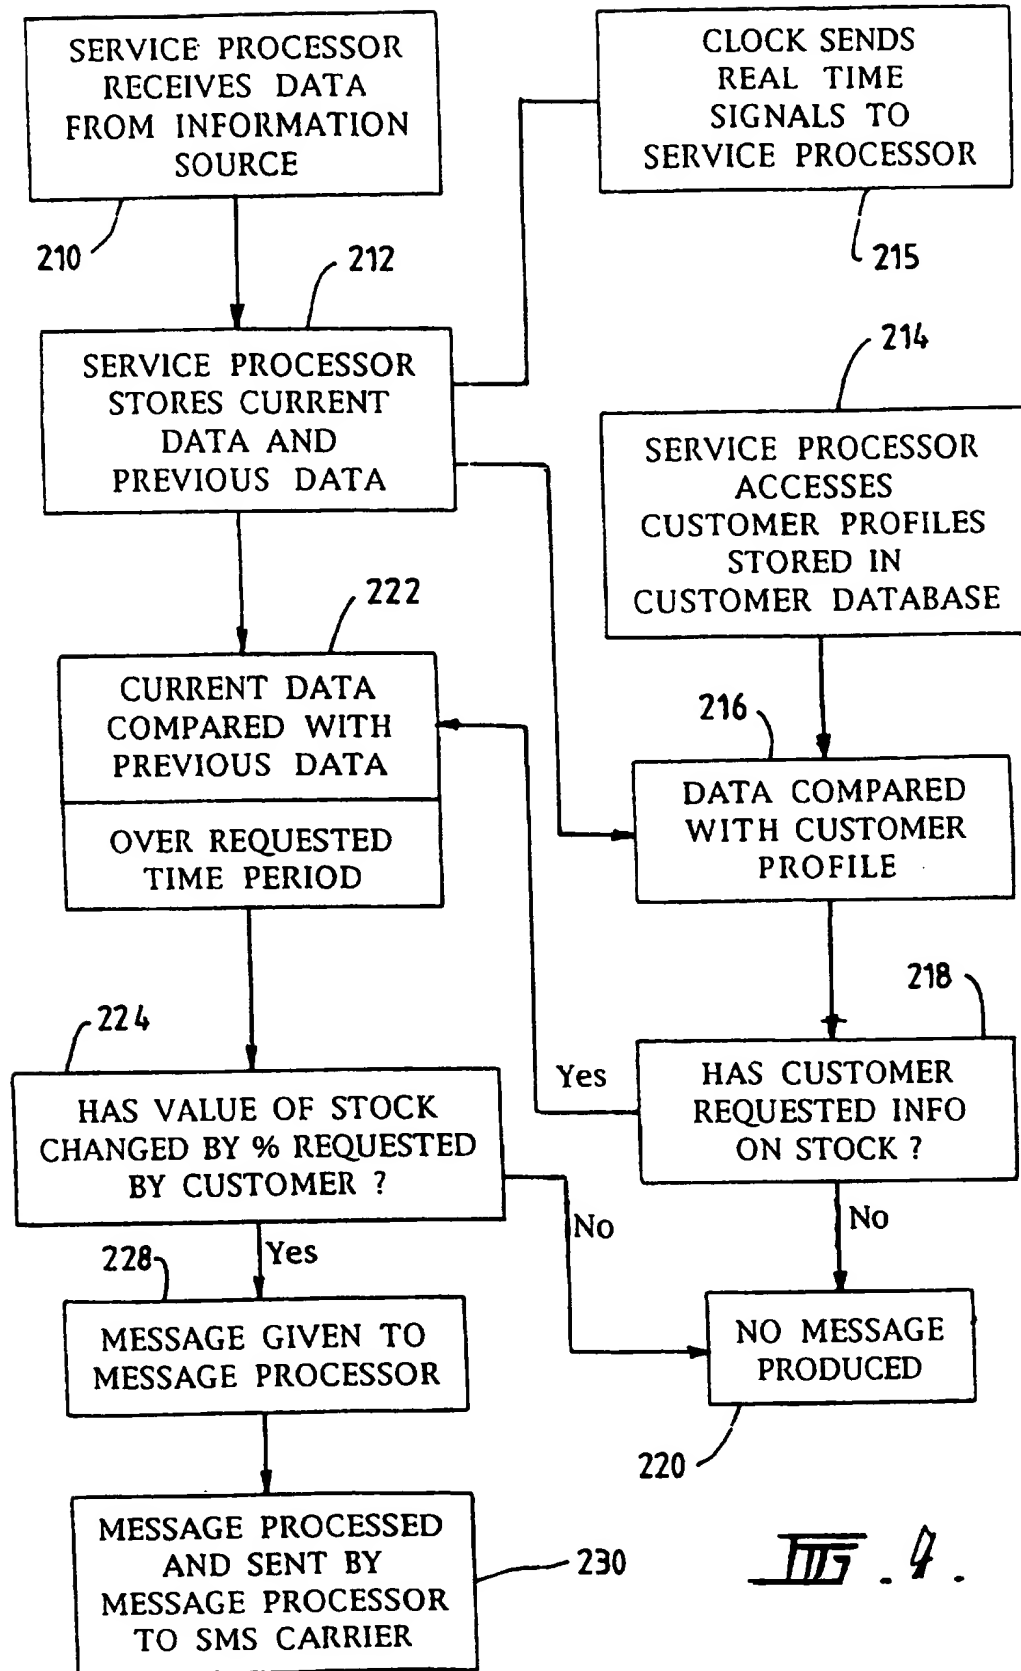 SERVICE PROCESSOR
RECEIVES DATA
FROM INFORMATION
SOURCE
CLOCK SENDS
REAL TIME
SIGNALS TO
SERVICE PROCESSOR
210
212
215
214
SERVICE PROCESSOR
STORES CURRENT
DATA AND
PREVIOUS DATA
SERVICE PROCESSOR
ACCESSES
CUSTOMER PROFILES
STORED IN
CUSTOMER DATABASE
222
CURRENT DATA
COMPARED WITH
PREVIOUS DATA
OVER REQUESTED
TIME PERIOD
216
DATA COMPARED
WITH CUSTOMER
PROFILE
218
224
Yes
HAS CUSTOMER
REQUESTED INFO
ON STOCK ?
HAS VALUE OF STOCK
CHANGED BY % REQUESTED
BY CUSTOMER ?
No
No
228
Yes
MESSAGE GIVEN TO
MESSAGE PROCESSOR
NO MESSAGE
PRODUCED
220
MESSAGE PROCESSED
AND SENT BY
MESSAGE PROCESSOR
TO SMS CARRIER
230
FIG. 9.